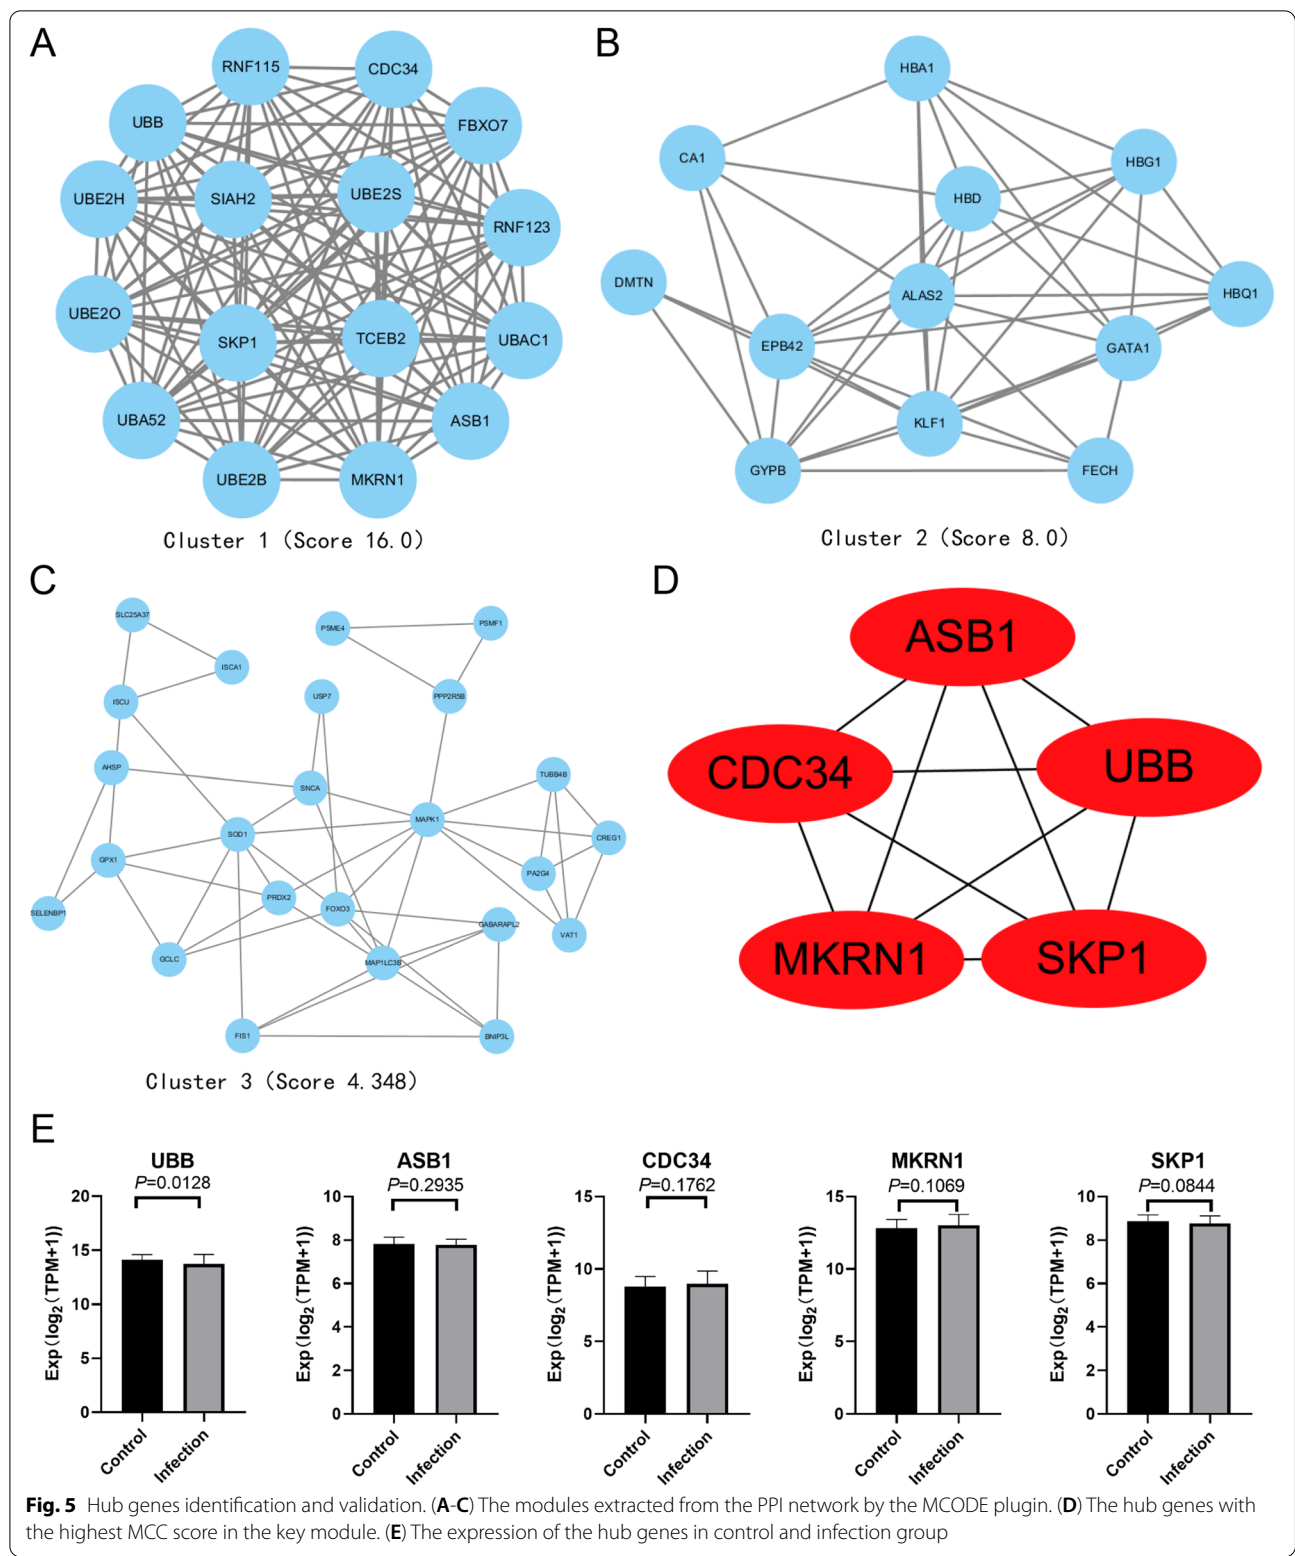 A
RNF115
CDC34
UBB
FBXO7
UBE2H
SIAH2
UBE2S
RNF123
UBE2O
SKP1
TCEB2
UBAC1
UBA52
ASB1
UBE2B
MKRN1
Cluster 1 (Score 16.0)
B
HBA1
CA1
HBG1
HBD
DMTN
ALAS2
HBQ1
EPB42
GATA1
KLF1
GYPB
FECH
Cluster 2 (Score 8.0)
C
SLC25A37
PSME4
PSMF1
ISCA1
ISCU
USP7
PPP2R5B
AHSP
SNCA
TUBB4B
MAPK1
SOD1
CREG1
GPX1
PA2G4
PRDX2
FOXO3
SELENBP1
GABARAPL2
VAT1
GCLC
MAP1LC3B
FIS1
BNIP3L
Cluster 3 (Score 4.348)
D
ASB1
CDC34
UBB
MKRN1
SKP1
E
UBB
P=0.0128
Exp(log2(TPM+1))
20
15
10
5
0
Control
Infection
ASB1
P=0.2935
Exp(log2(TPM+1))
10
8
6
4
2
0
Control
Infection
CDC34
P=0.1762
Exp(log2(TPM+1))
15
10
5
0
Control
Infection
MKRN1
P=0.1069
Exp(log2(TPM+1))
15
10
5
0
Control
Infection
SKP1
P=0.0844
Exp(log2(TPM+1))
10
8
6
4
2
0
Control
Infection
Fig. 5 Hub genes identification and validation. (A-C) The modules extracted from the PPI network by the MCODE plugin. (D) The hub genes with
the highest MCC score in the key module. (E) The expression of the hub genes in control and infection group